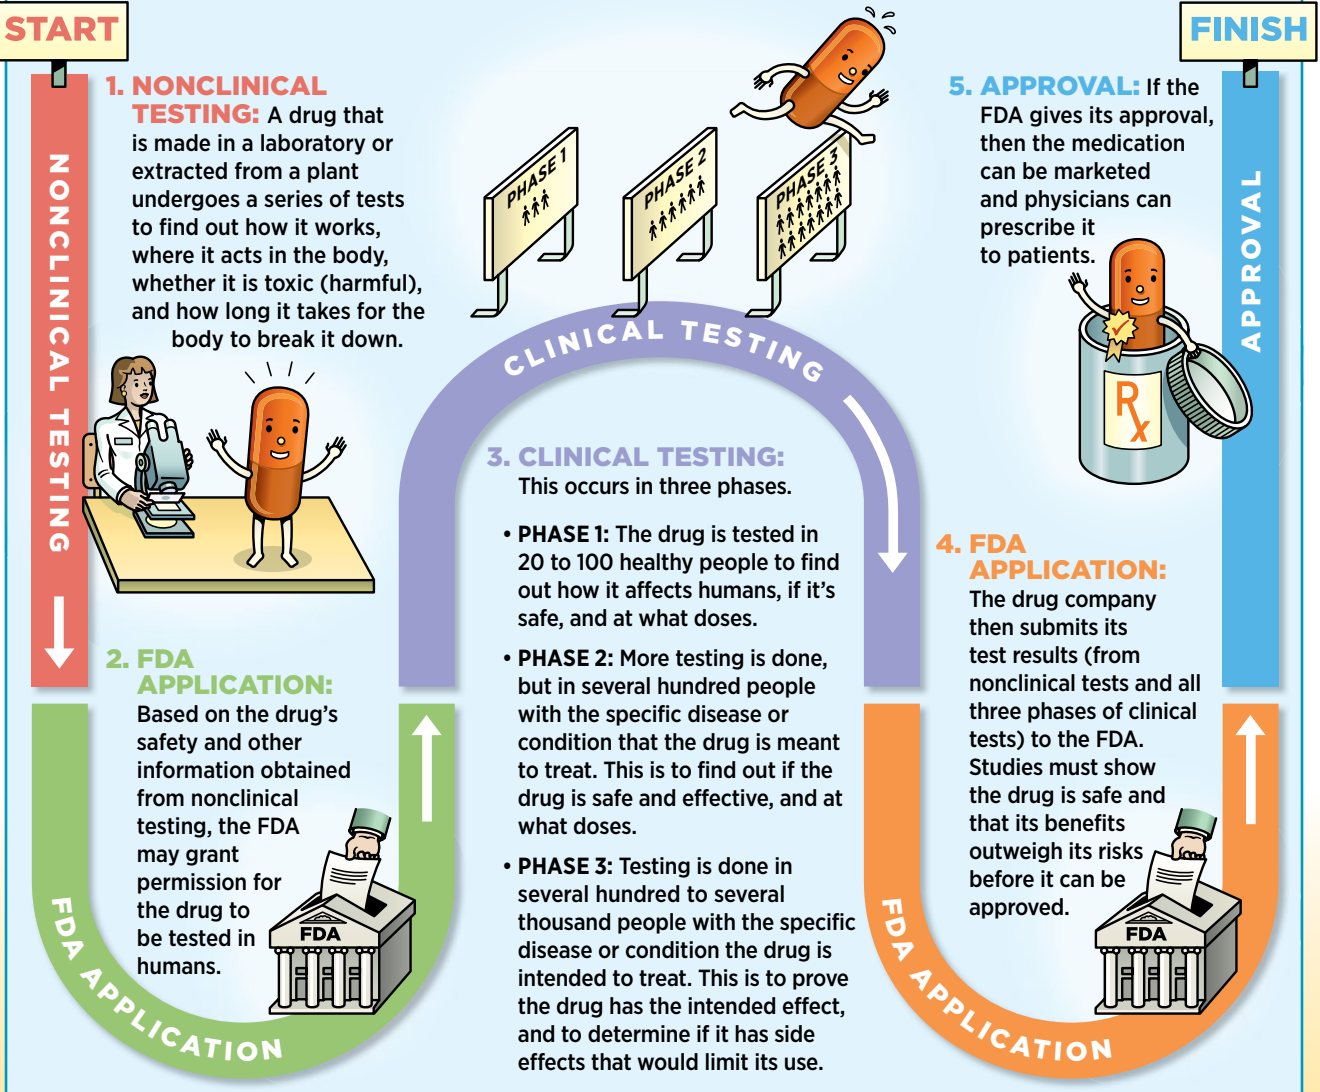 START
FINISH
1. NONCLINICAL
TESTING: A drug that
is made in a laboratory or
extracted from a plant
undergoes a series of tests
to find out how it works,
where it acts in the body,
whether it is toxic (harmful),
and how long it takes for the
body to break it down.
NONCLINICAL TESTING
2. FDA
APPLICATION:
Based on the drug's
safety and other
information obtained
from nonclinical
testing, the FDA
may grant
permission for
the drug to
be tested in
humans.
FDA
FDA APPLICATION
PHASE 1
PHASE 2
PHASE 3
CLINICAL TESTING
3. CLINICAL TESTING:
This occurs in three phases.
• PHASE 1: The drug is tested in
20 to 100 healthy people to find
out how it affects humans, if it's
safe, and at what doses.
• PHASE 2: More testing is done,
but in several hundred people
with the specific disease or
condition that the drug is meant
to treat. This is to find out if the
drug is safe and effective, and at
what doses.
• PHASE 3: Testing is done in
several hundred to several
thousand people with the specific
disease or condition the drug is
intended to treat. This is to prove
the drug has the intended effect,
and to determine if it has side
effects that would limit its use.
4. FDA
APPLICATION:
The drug company
then submits its
test results (from
nonclinical tests and all
three phases of clinical
tests) to the FDA.
Studies must show
the drug is safe and
that its benefits
outweigh its risks
before it can be
approved.
FDA
FDA APPLICATION
5. APPROVAL: If the
FDA gives its approval,
then the medication
can be marketed
and physicians can
prescribe it
to patients.
Rx
APPROVAL